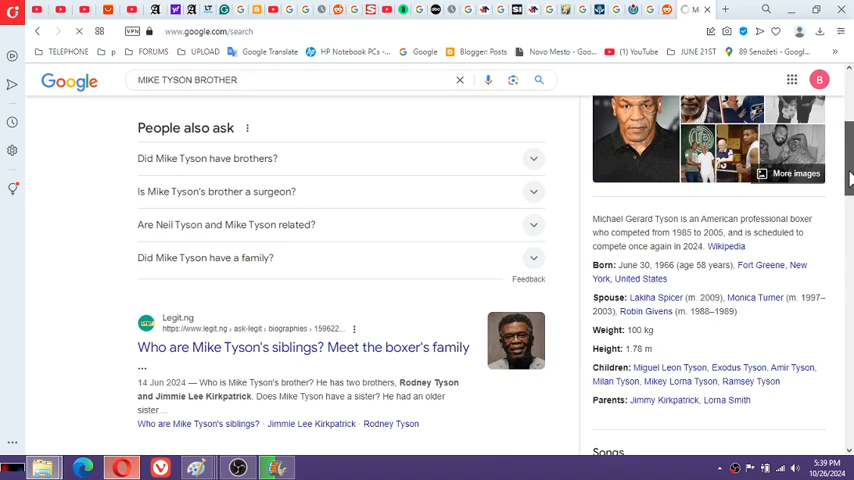 VPN
www.google.com/search
TELEPHONE
p
FORUMS
UPLOAD
Google Translate
HP Notebook PC -...
Google
Blogger: Posts
Novo Mesto - Goog...
(1) YouTube
JUNE 21ST
89 Senožeti - Googl...
Google
MIKE TYSON BROTHER
B
People also ask
Did Mike Tyson have brothers?
Is Mike Tyson's brother a surgeon?
Are Neil Tyson and Mike Tyson related?
Did Mike Tyson have a family?
Feedback
Legit.ng
https://www.legit.ng › ask-legit › biographies › 159622...
Who are Mike Tyson's siblings? Meet the boxer's family
...
14 Jun 2024 — Who is Mike Tyson's brother? He has two brothers, Rodney Tyson
and Jimmie Lee Kirkpatrick. Does Mike Tyson have a sister? He had an older
sister ...
Who are Mike Tyson's siblings? · Jimmie Lee Kirkpatrick · Rodney Tyson
More images
Michael Gerard Tyson is an American professional boxer
who competed from 1985 to 2005, and is scheduled to
compete once again in 2024. Wikipedia
Born: June 30, 1966 (age 58 years), Fort Greene, New
York, United States
Spouse: Lakiha Spicer (m. 2009), Monica Turner (m. 1997–
2003), Robin Givens (m. 1988–1989)
Weight: 100 kg
Height: 1.78 m
Children: Miguel Leon Tyson, Exodus Tyson, Amir Tyson,
Milan Tyson, Mikey Lorna Tyson, Ramsey Tyson
Parents: Jimmy Kirkpatrick, Lorna Smith
Songs
5:39 PM
10/26/2024